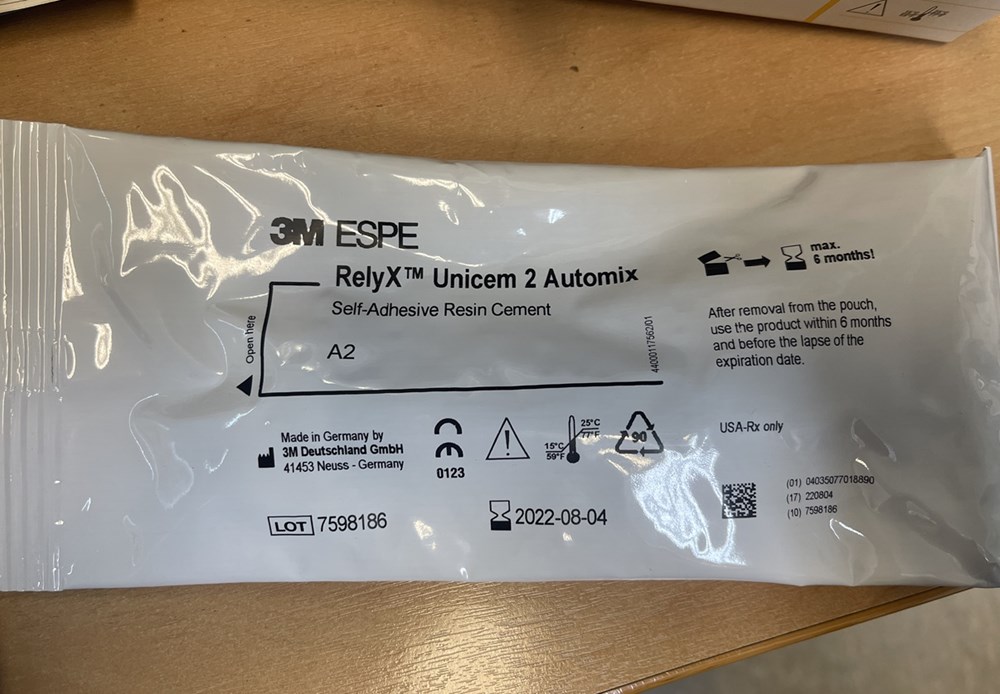 3M ESPE
RelyX™ Unicem 2 Automix
Self-Adhesive Resin Cement
A2
Open here
44000117562/01
max.
6 months!
After removal from the pouch,
use the product within 6 months
and before the lapse of the
expiration date.
Made in Germany by
3M Deutschland GmbH
41453 Neuss - Germany
CE
0123
15°C
59°F
25°C
77°F
90
USA-Rx only
LOT 7598186
2022-08-04
(01) 04035077018890
(17) 220804
(10) 7598186